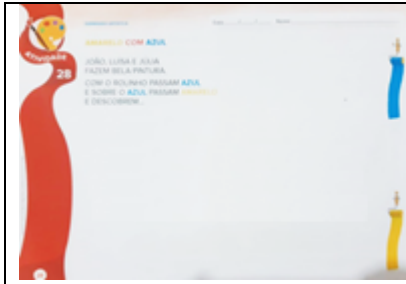 AMARELO COM AZUL
ATIVIDADE
28
JOÃO, LUÍSA E JÚLIA
FAZEM BELA PINTURA.
COM O ROLINHO PASSAM AZUL
E SOBRE O AZUL PASSAM AMARELO
E DESCOBREM...